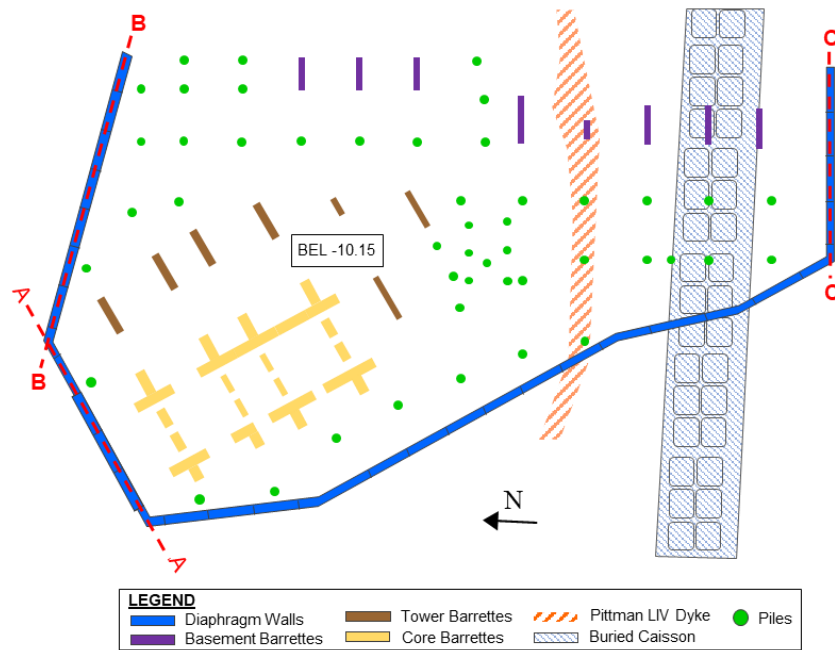 B
C
BEL -10.15
A
B
C
N
A
LEGEND
Diaphragm Walls
Tower Barrettes
Pittman LIV Dyke
Piles
Basement Barrettes
Core Barrettes
Buried Caisson